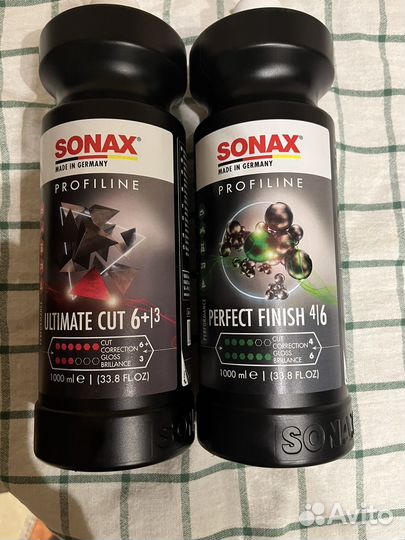 SONAX®
MADE IN GERMANY
PROFILINE
ULTIMATE CUT 6+|3
CUT
CORRECTION 6+
GLOSS
BRILLANCE 3
1000 ml ℮ | (33.8 FL.OZ)
SONAX®
MADE IN GERMANY
PROFILINE
PERFORMANCE
PERFECT FINISH 4|6
CUT
CORRECTION 4
GLOSS
BRILLANCE 6
1000 ml ℮ | (33.8 FL.OZ)
SONAX
Avito